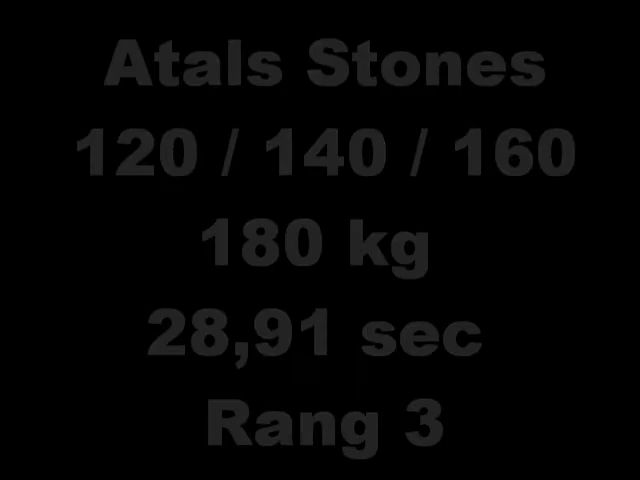 Atals Stones
120 / 140 / 160
180 kg
28,91 sec
Rang 3